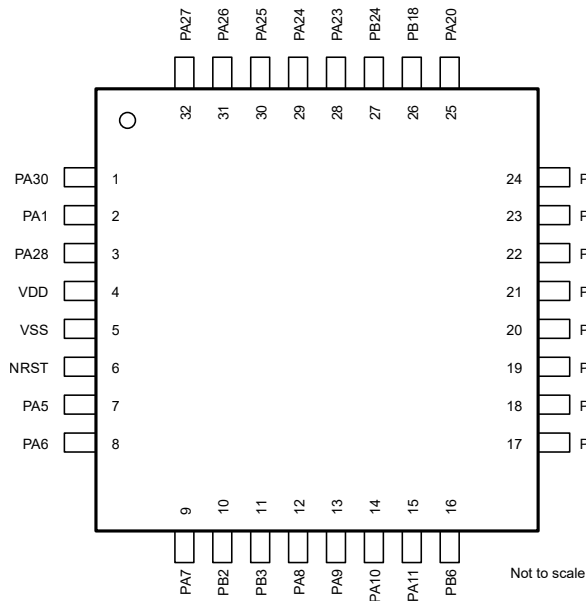 PA27 PA26 PA25 PA24 PA23 PB24 PB18 PA20
32 31 30 29 28 27 26 25
PA30 1 24 P
PA1 2 23 P
PA28 3 22 P
VDD 4 21 P
VSS 5 20 P
NRST 6 19 P
PA5 7 18 P
PA6 8 17 P
9 10 11 12 13 14 15 16
PA7 PB2 PB3 PA8 PA9 PA10 PA11 PB6
Not to scale